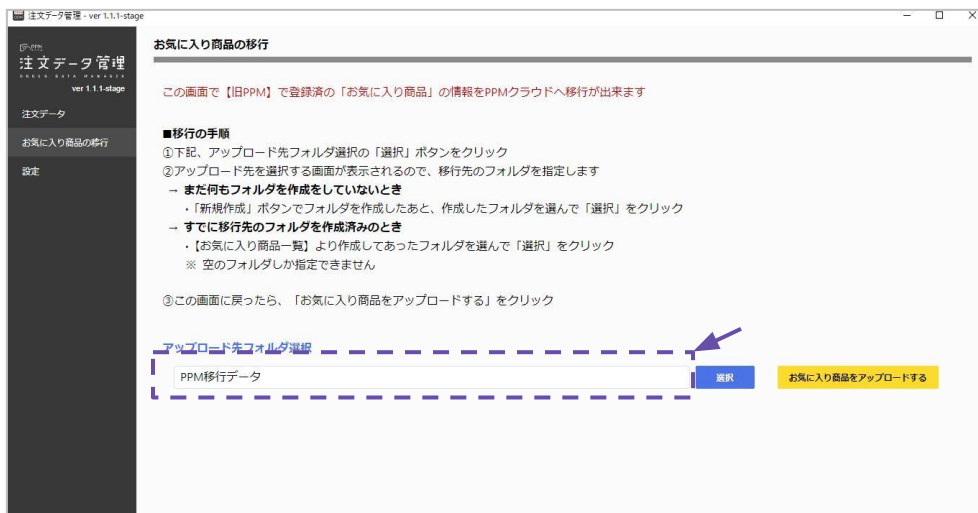 注文データ管理 - ver 1.1.1-stage
注文データ管理
ORDER DATA MANAGER
ver 1.1.1-stage
注文データ
お気に入り商品の移行
設定
お気に入り商品の移行
この画面で【旧PPM】で登録済の「お気に入り商品」の情報をPPMクラウドへ移行が出来ます
■移行の手順
①下記、アップロード先フォルダ選択の「選択」ボタンをクリック
②アップロード先を選択する画面が表示されるので、移行先のフォルダを指定します
→ まだ何もフォルダを作成をしていないとき
・「新規作成」ボタンでフォルダを作成したあと、作成したフォルダを選んで「選択」をクリック
→ すでに移行先のフォルダを作成済みのとき
・【お気に入り商品一覧】より作成してあったフォルダを選んで「選択」をクリック
※ 空のフォルダしか指定できません
③この画面に戻ったら、「お気に入り商品をアップロードする」をクリック
アップロード先フォルダ選択
PPM移行データ
選択
お気に入り商品をアップロードする